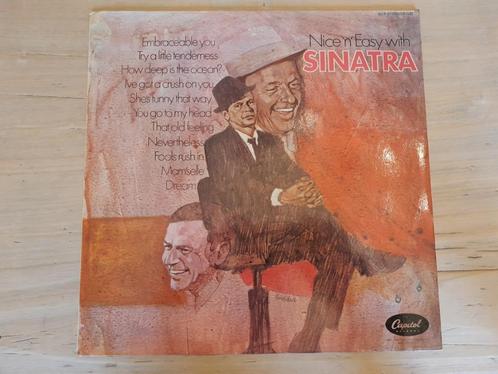 Nice 'n' Easy with
SINATRA
Embraceable you
Try a little tenderness
How deep is the ocean?
I've got a crush on you
She's funny that way
You go to my head
That old feeling
Nevertheless
Fools rush in
Mam'selle
Dream
Capitol
RECORDS